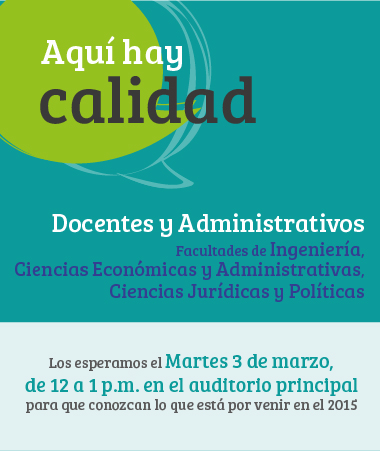 Aquí hay
calidad
Docentes y Administrativos
Facultades de Ingeniería,
Ciencias Económicas y Administrativas,
Ciencias Jurídicas y Políticas
Los esperamos el Martes 3 de marzo,
de 12 a 1 p.m. en el auditorio principal
para que conozcan lo que está por venir en el 2015